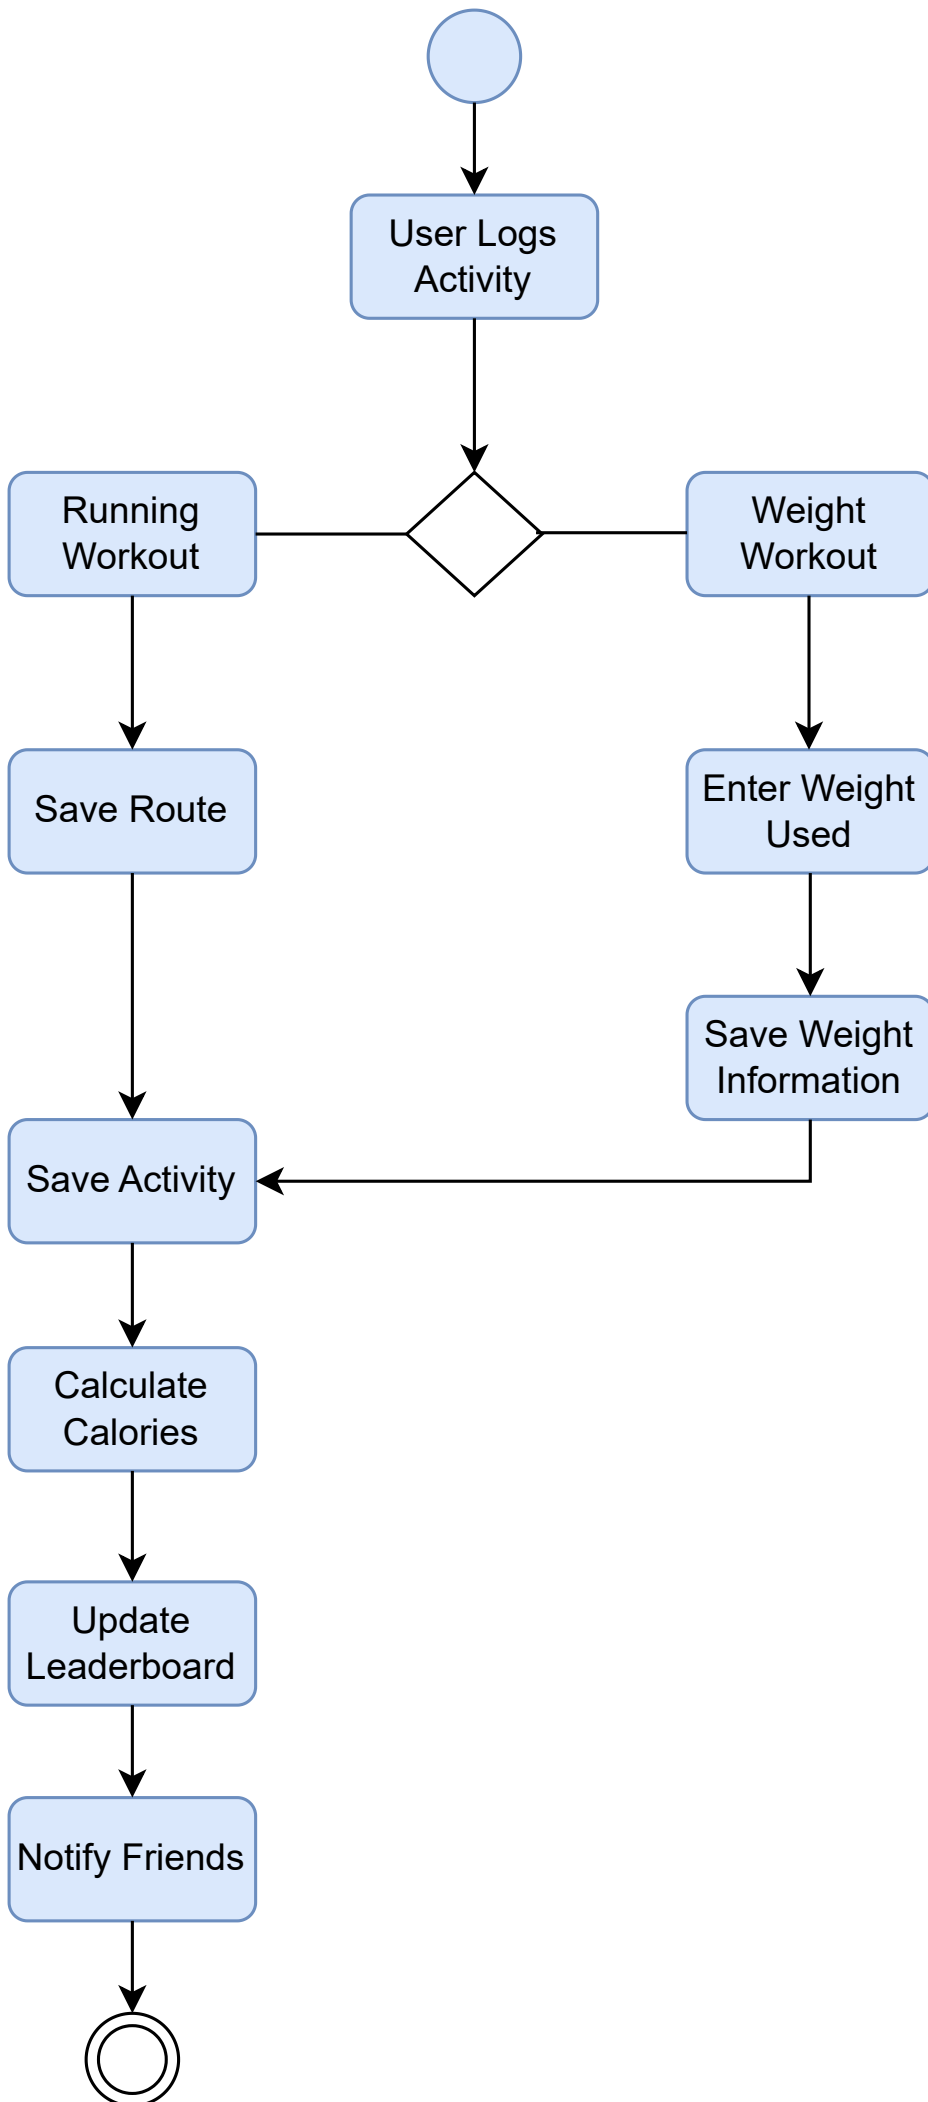 User Logs
Activity
Running
Workout
Weight
Workout
Save Route
Enter Weight
Used
Save Weight
Information
Save Activity
Calculate
Calories
Update
Leaderboard
Notify Friends